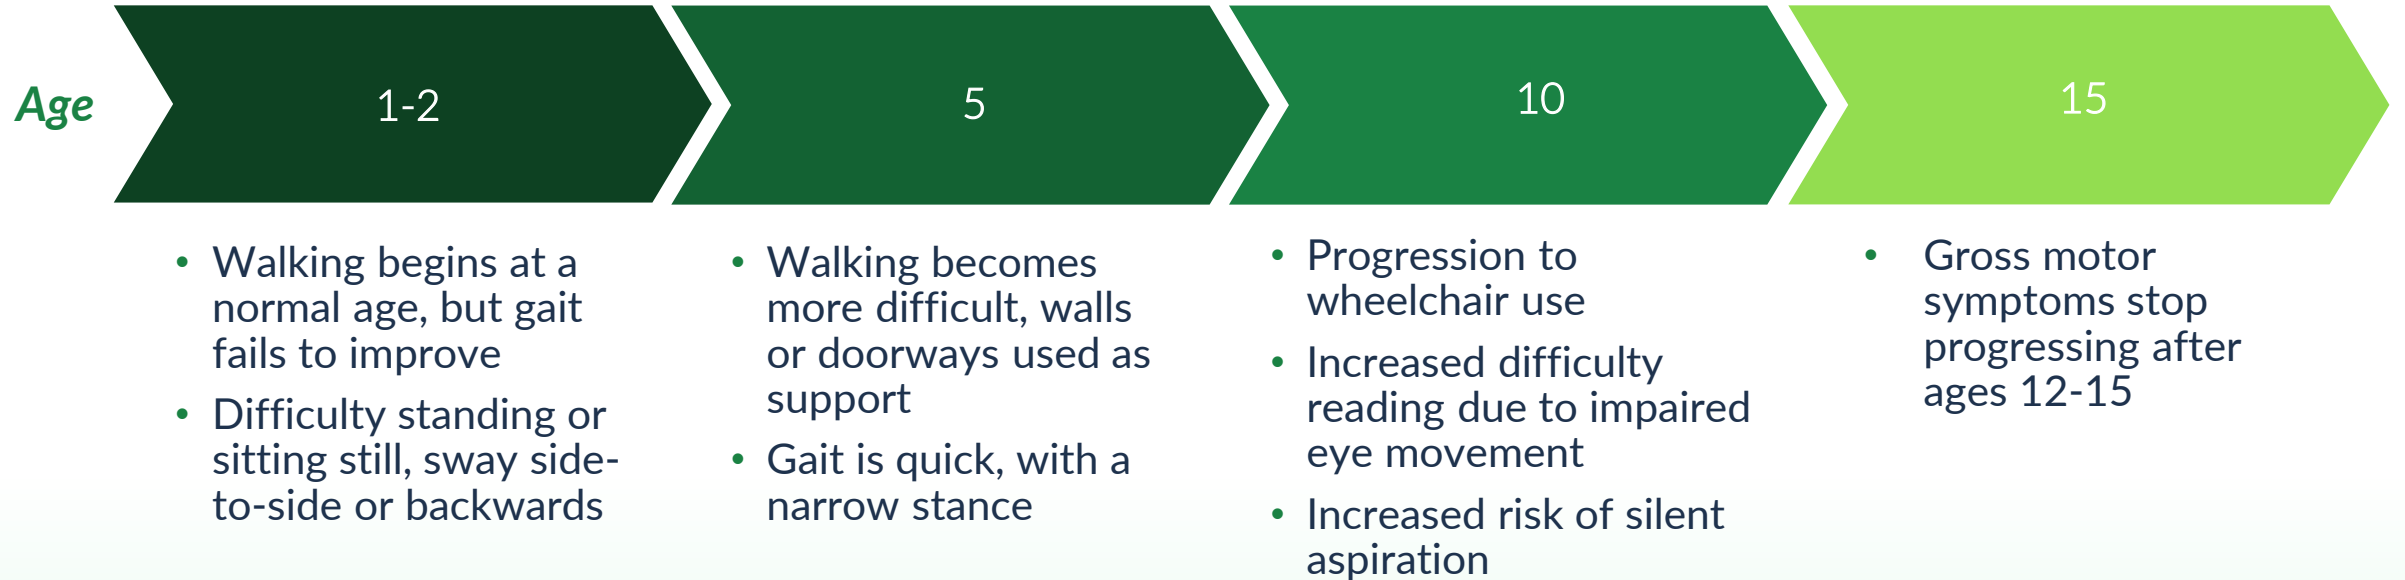 Age
1-2
5
10
15
• Walking begins at a
normal age, but gait
fails to improve
• Difficulty standing or
sitting still, sway side-
to-side or backwards
• Walking becomes
more difficult, walls
or doorways used as
support
• Gait is quick, with a
narrow stance
• Progression to
wheelchair use
• Increased difficulty
reading due to impaired
eye movement
• Increased risk of silent
aspiration
• Gross motor
symptoms stop
progressing after
ages 12-15